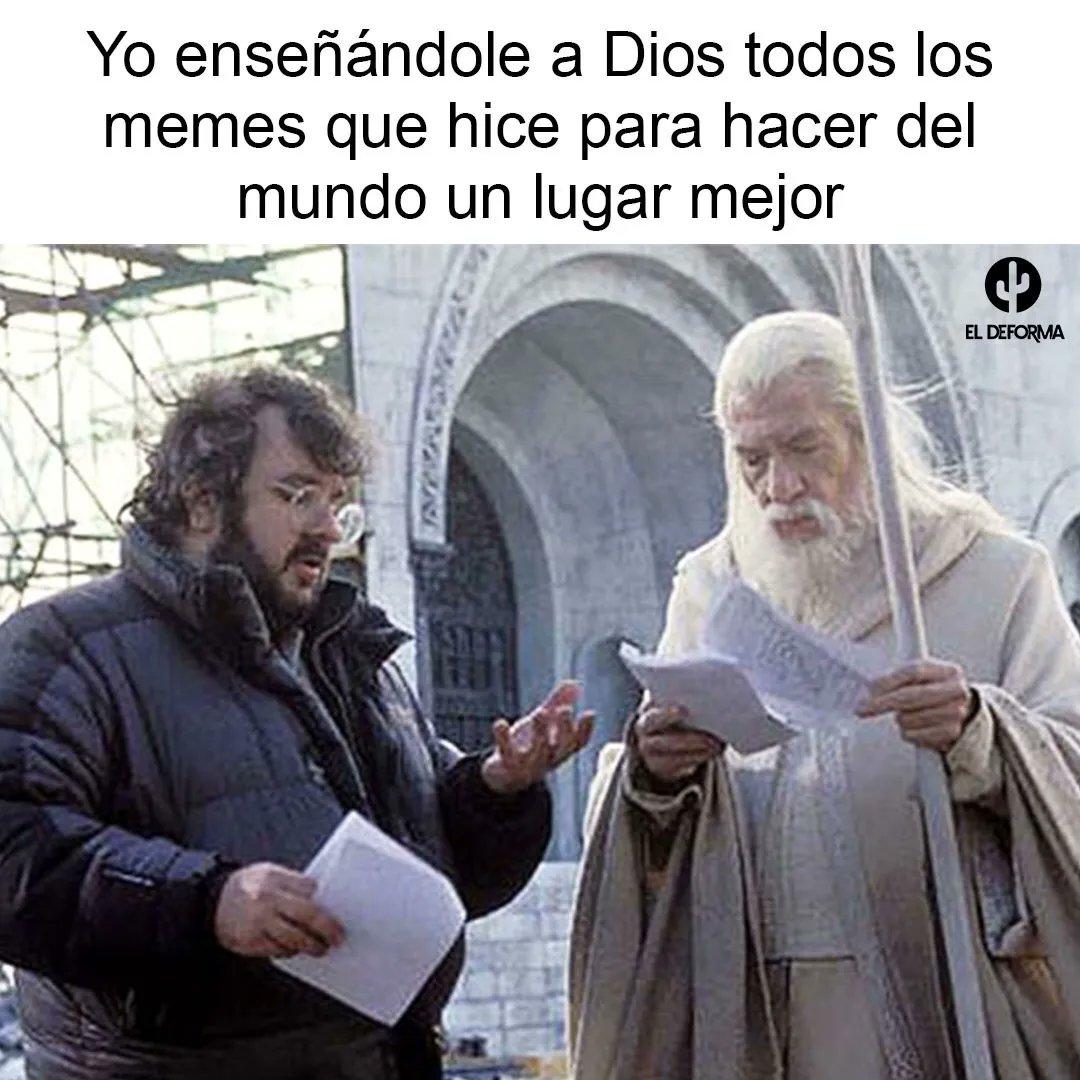 Yo enseñándole a Dios todos los
memes que hice para hacer del
mundo un lugar mejor
EL DEFORMA